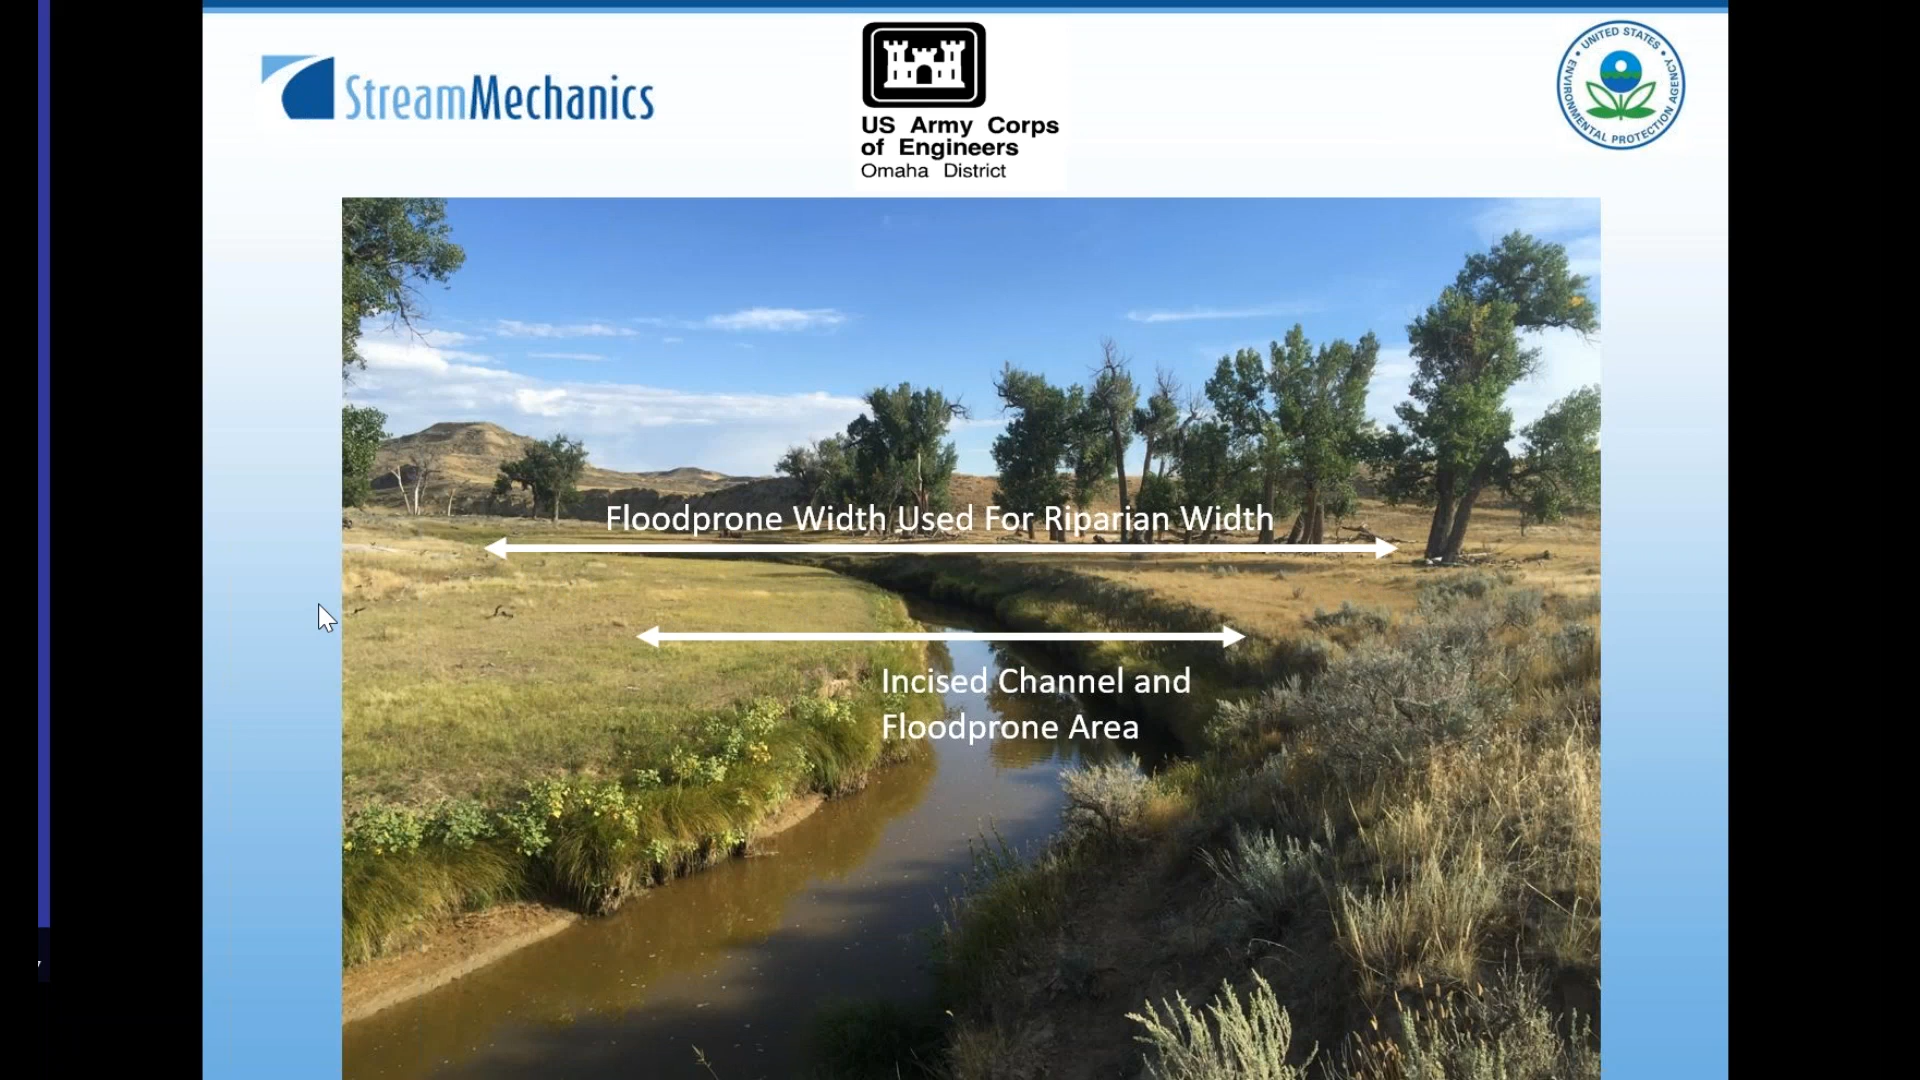 StreamMechanics
US Army Corps
of Engineers
Omaha District
UNITED STATES
ENVIRONMENTAL PROTECTION AGENCY
Floodprone Width Used For Riparian Width
Incised Channel and
Floodprone Area